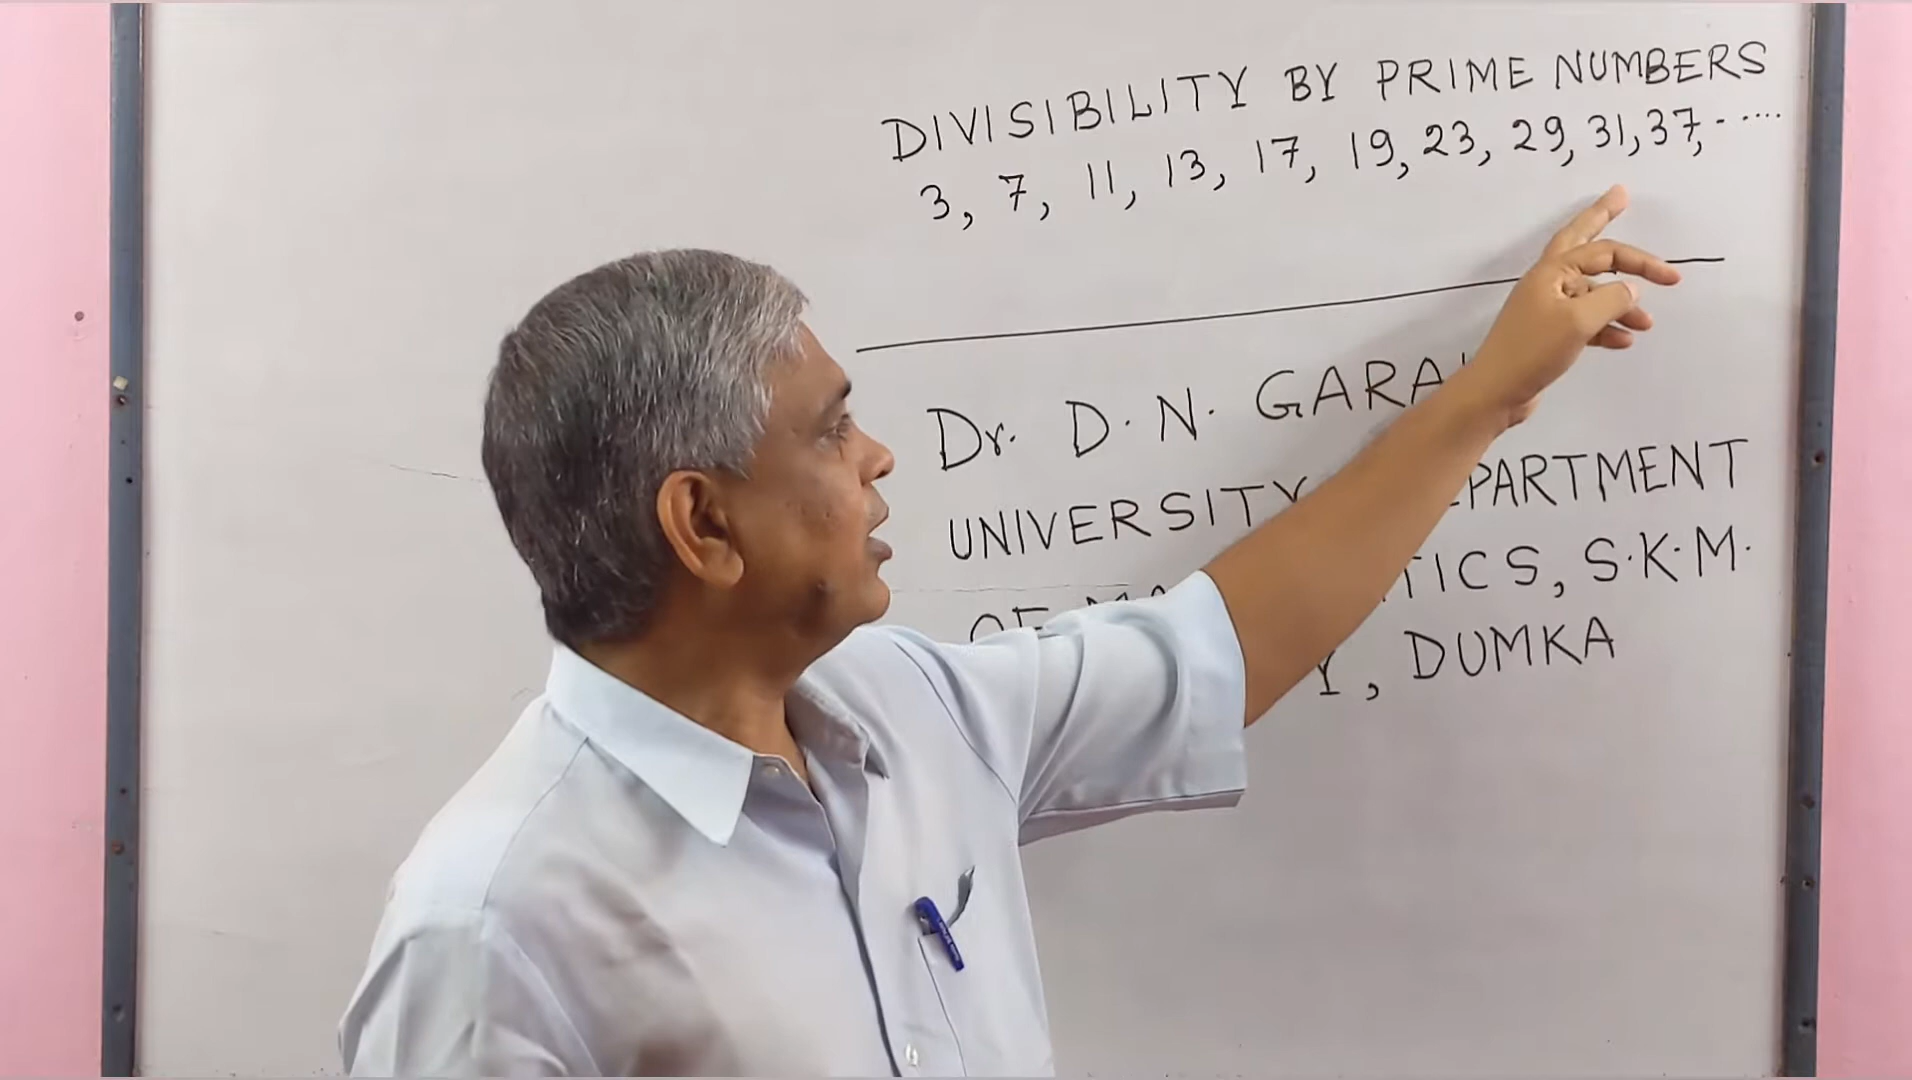 DIVISIBILITY BY PRIME NUMBERS
3, 7, 11, 13, 17, 19, 23, 29, 31, 37, .....
Dr. D. N. GARA
UNIVERSITY PARTMENT
OF TICS, S.K.M.
Y, DUMKA